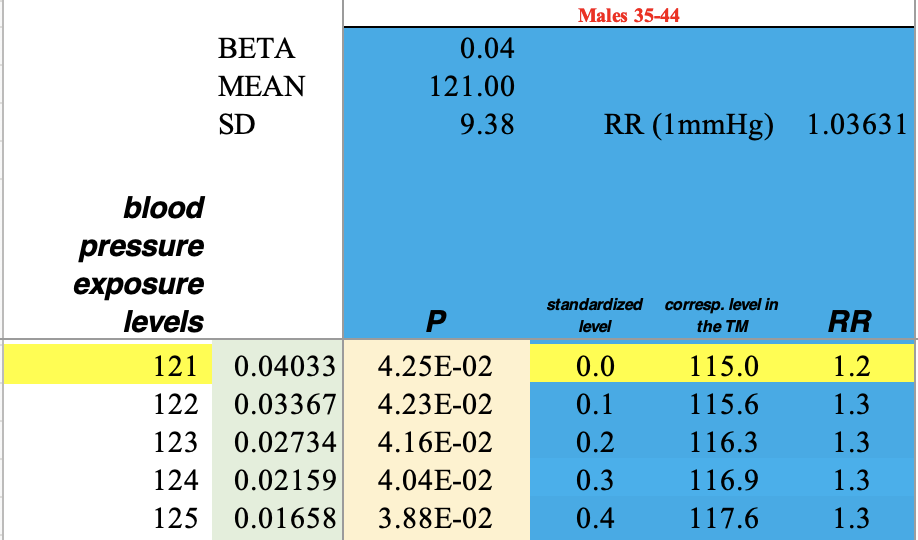 Males 35-44
BETA 0.04
MEAN 121.00
SD 9.38 RR (1mmHg) 1.03631
blood
pressure
exposure
levels P standardized level corresp. level in the TM RR
121 0.04033 4.25E-02 0.0 115.0 1.2
122 0.03367 4.23E-02 0.1 115.6 1.3
123 0.02734 4.16E-02 0.2 116.3 1.3
124 0.02159 4.04E-02 0.3 116.9 1.3
125 0.01658 3.88E-02 0.4 117.6 1.3